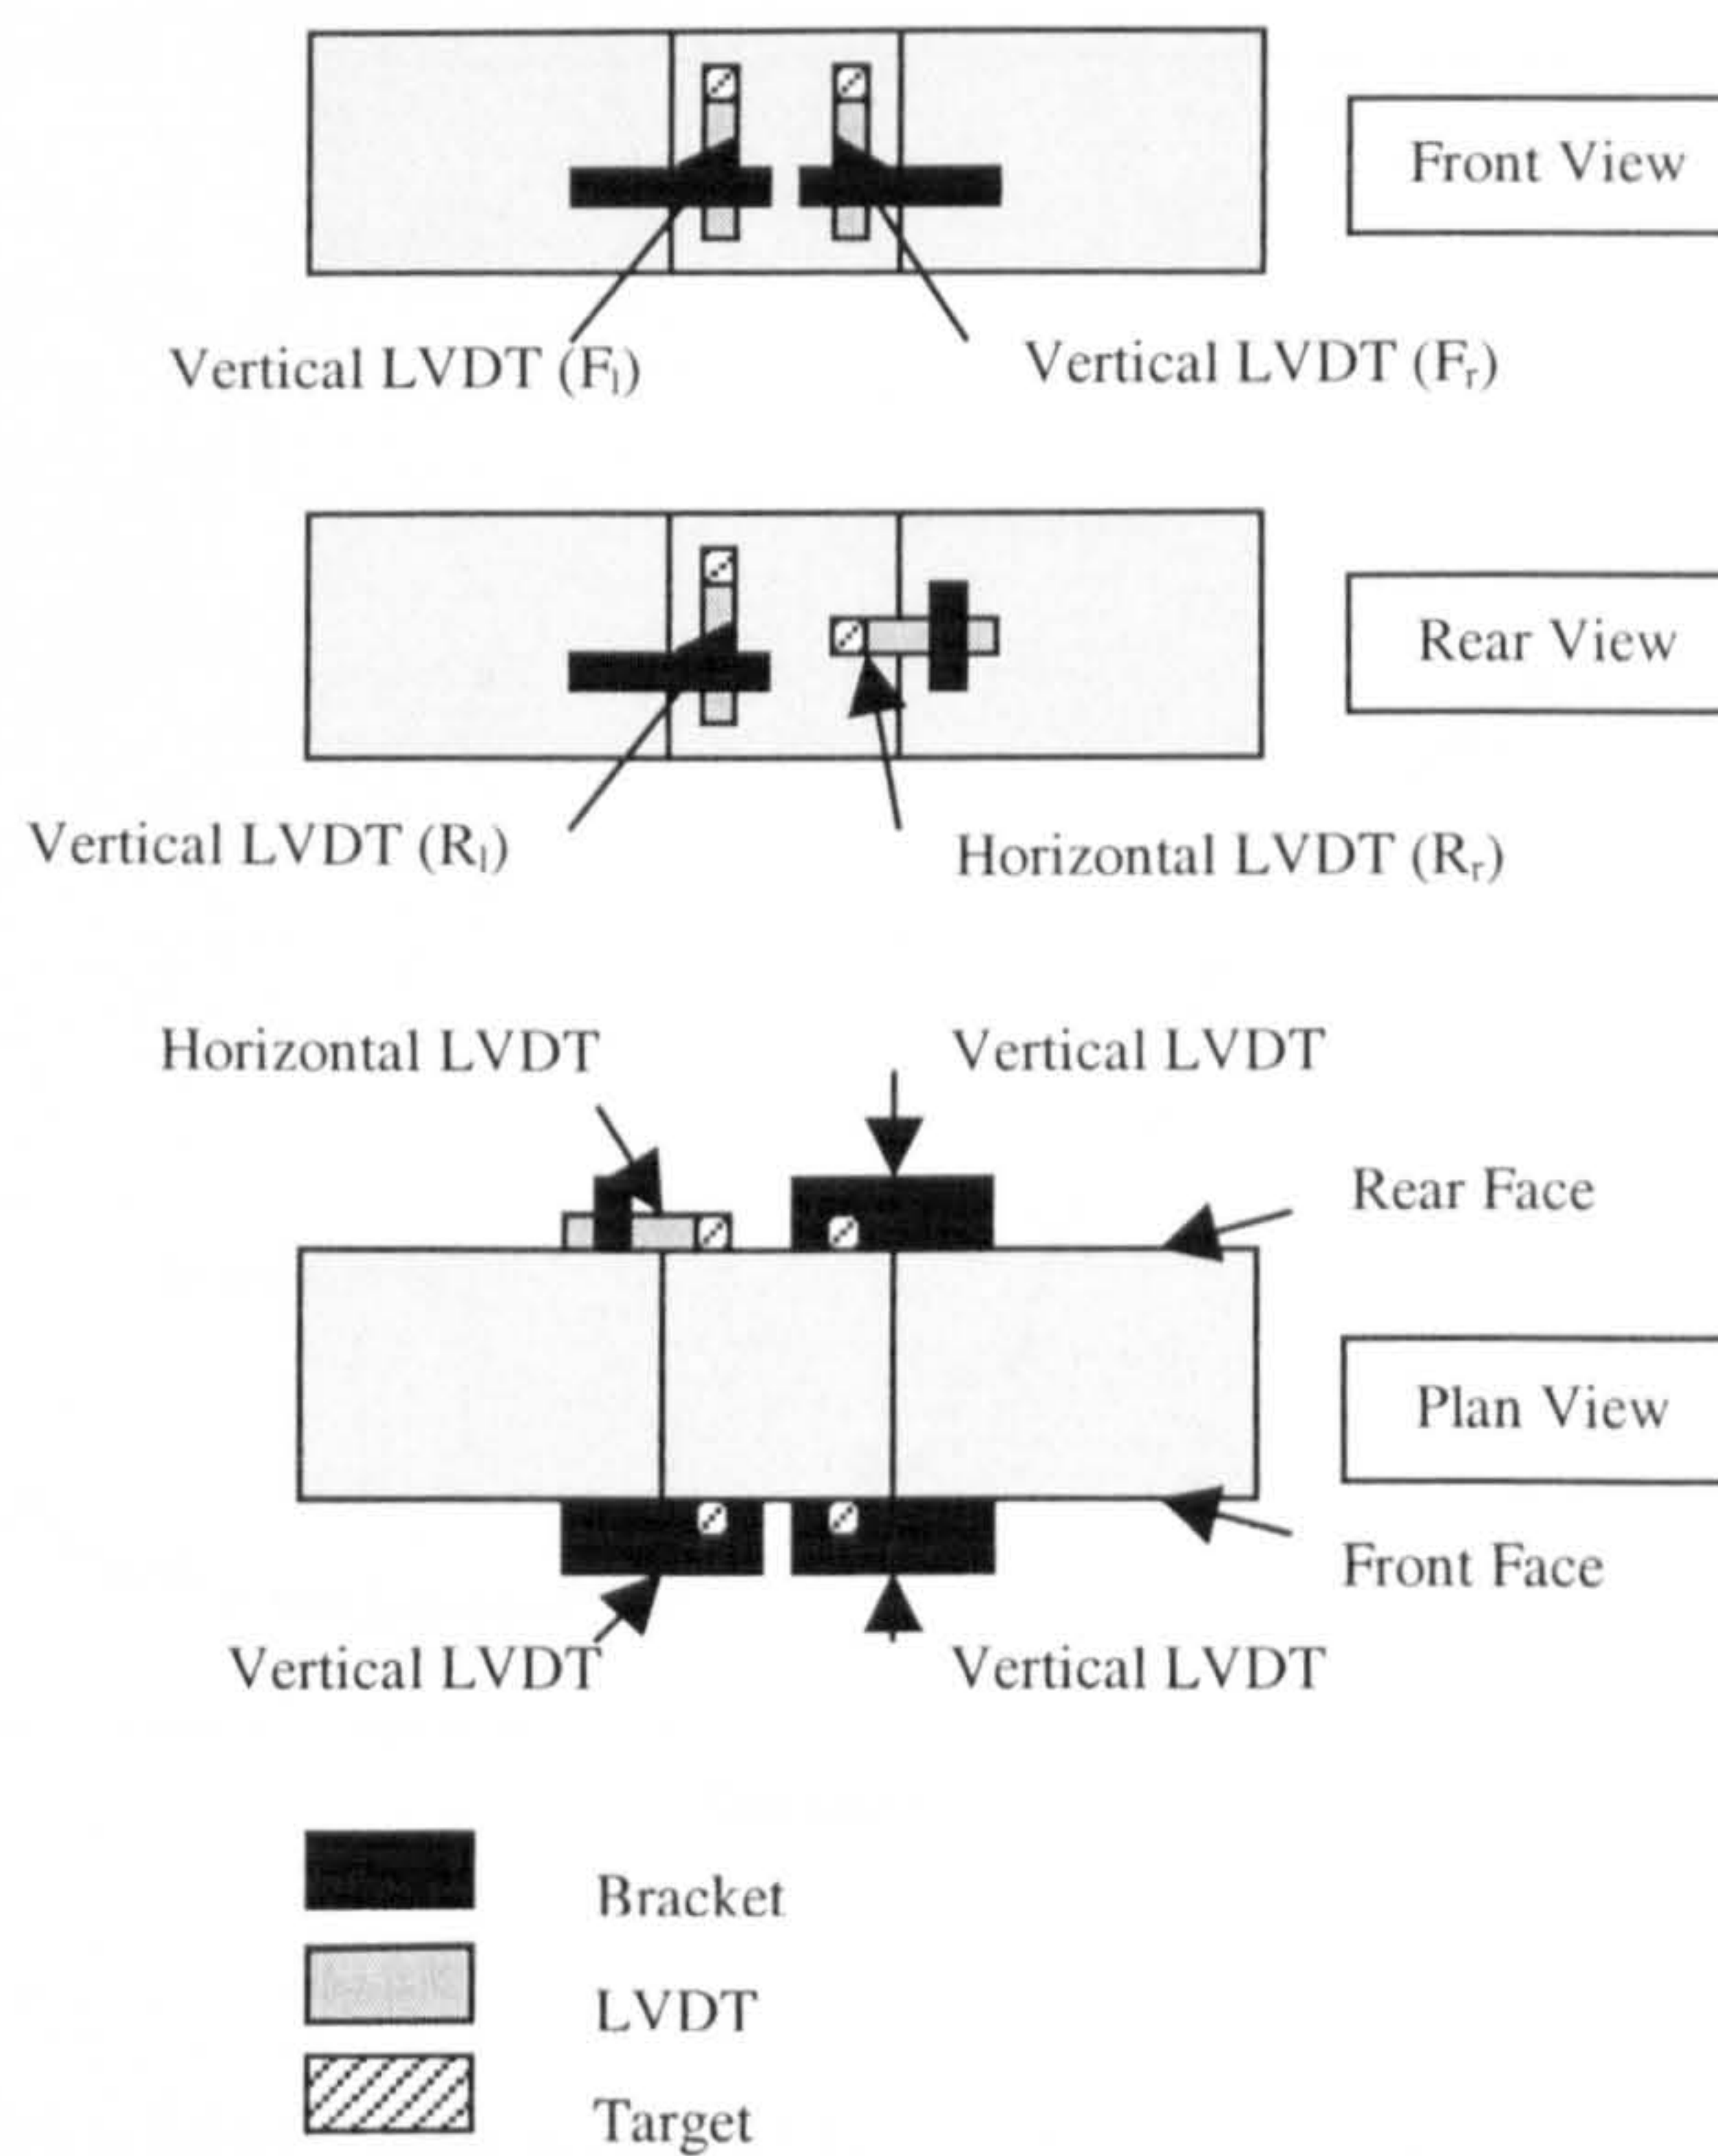 Front View
Vertical LVDT (Fl)
Vertical LVDT (Fr)
Rear View
Vertical LVDT (Rl)
Horizontal LVDT (Rr)
Horizontal LVDT
Vertical LVDT
Rear Face
Plan View
Front Face
Vertical LVDT
Vertical LVDT
Bracket
LVDT
Target